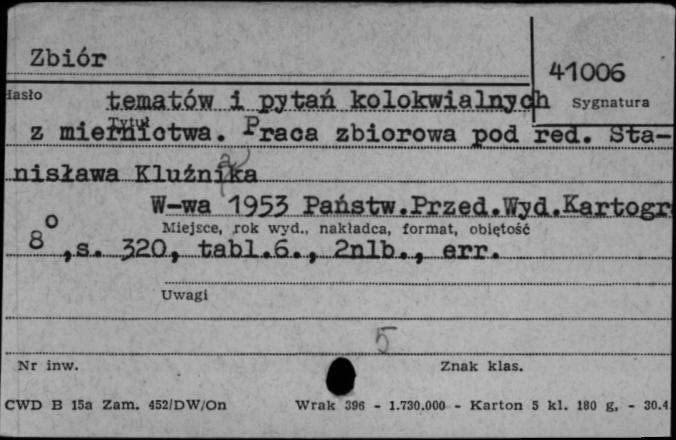 Zbiór
41006
Hasło
tematów i pytań kolokwialnych
Sygnatura
Tytuł
z miernictwa. Praca zbiorowa pod red. Sta-
a
nisława Kluźnika
W-wa 1953 Państw.Przed.Wyd.Kartogr
Miejsce, rok wyd., nakładca, format, objętość
8⁰,s. 320, tabl.6., 2nlb., err.
Uwagi
5
Nr inw.
Znak klas.
CWD B 15a Zam. 452/DW/On
Wrak 396 - 1.730.000 - Karton 5 kl. 180 g, - 30.4